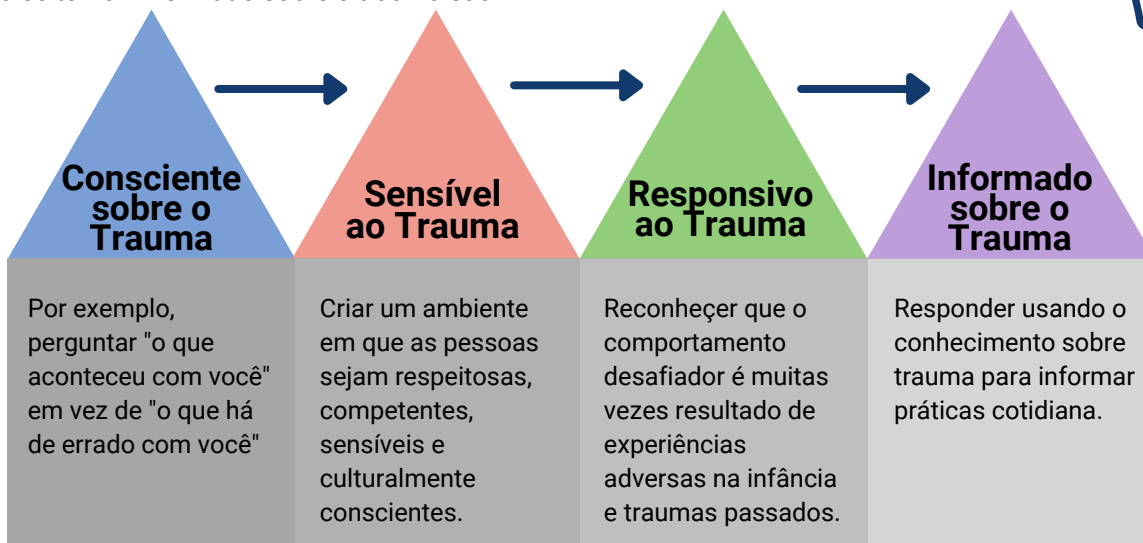 Consciente
sobre o
Trauma
Sensível
ao Trauma
Responsivo
ao Trauma
Informado
sobre o
Trauma
Por exemplo,
perguntar "o que
aconteceu com você"
em vez de "o que há
de errado com você"
Criar um ambiente
em que as pessoas
sejam respeitosas,
competentes,
sensíveis e
culturalmente
conscientes.
Reconheçer que o
comportamento
desafiador é muitas
vezes resultado de
experiências
adversas na infância
e traumas passados.
Responder usando o
conhecimento sobre
trauma para informar
práticas cotidiana.